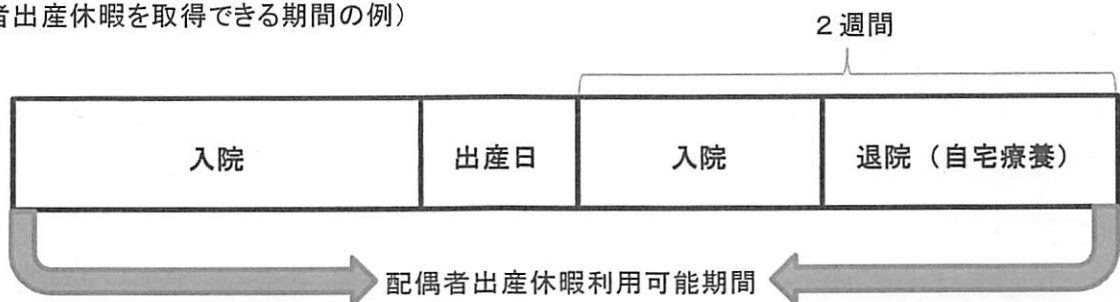 者出産休暇を取得できる期間の例）
２週間
入院
出産日
入院
退院（自宅療養）
配偶者出産休暇利用可能期間